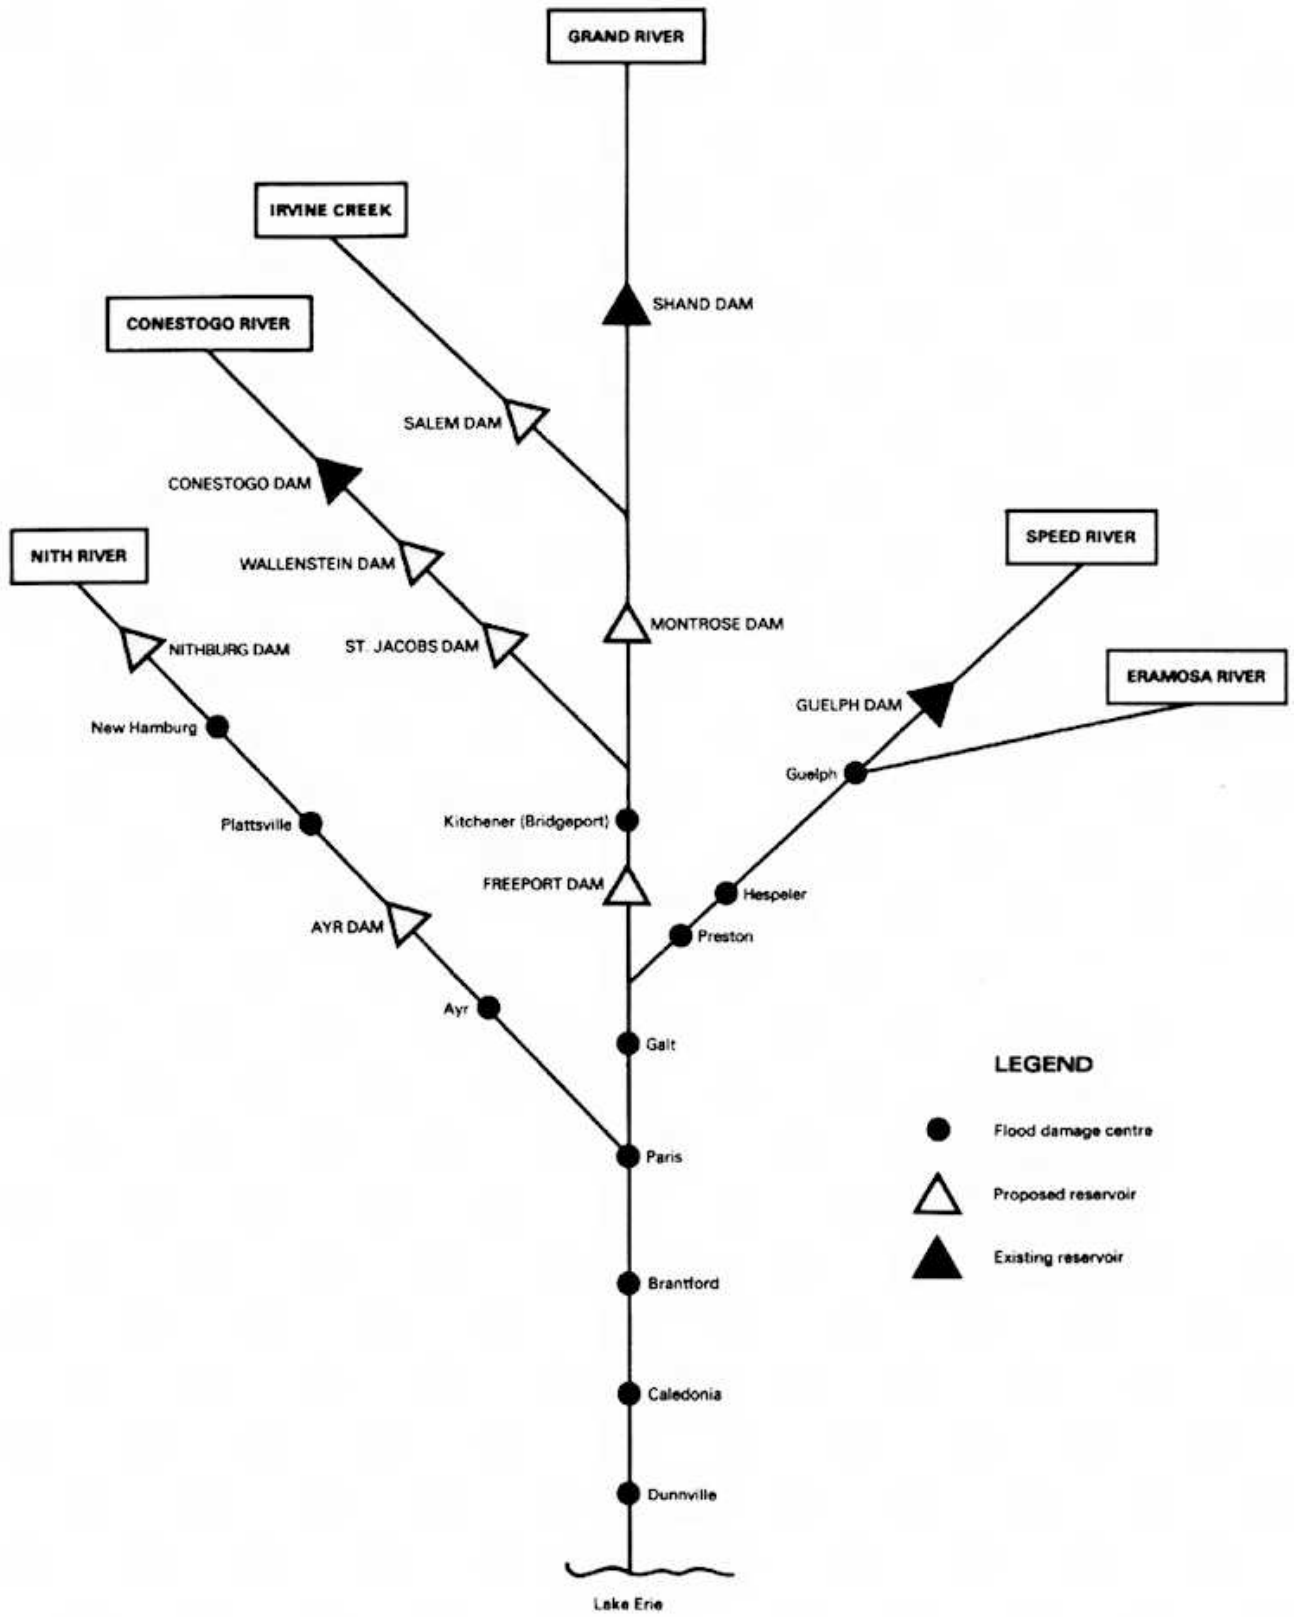 GRAND RIVER
IRVINE CREEK
SHAND DAM
CONESTOGO RIVER
SALEM DAM
CONESTOGO DAM
SPEED RIVER
NITH RIVER
WALLENSTEIN DAM
MONTROSE DAM
ST. JACOBS DAM
NITHBURG DAM
ERAMOSA RIVER
GUELPH DAM
New Hamburg
Guelph
Plattsville
Kitchener (Bridgeport)
FREEPORT DAM
Hespeler
AYR DAM
Preston
Ayr
Galt
LEGEND
Flood damage centre
Paris
Proposed reservoir
Existing reservoir
Brantford
Caledonia
Dunnville
Lake Erie